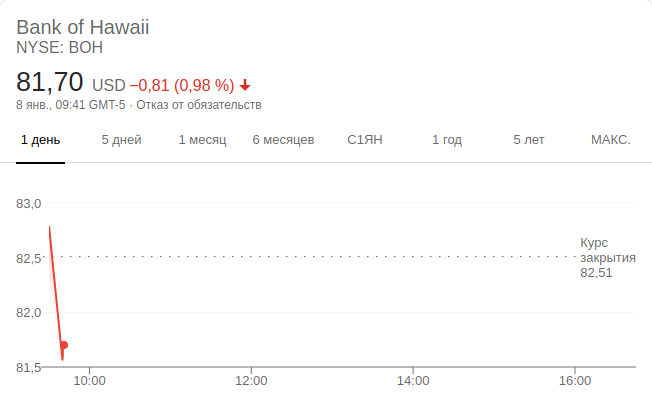 Bank of Hawaii
NYSE: BOH
81,70 USD −0,81 (0,98 %)
8 янв., 09:41 GMT-5 · Отказ от обязательств
1 день 5 дней 1 месяц 6 месяцев С1ЯН 1 год 5 лет МАКС.
83,0
82,5
82,0
81,5
Курс
закрытия
82,51
10:00 12:00 14:00 16:00